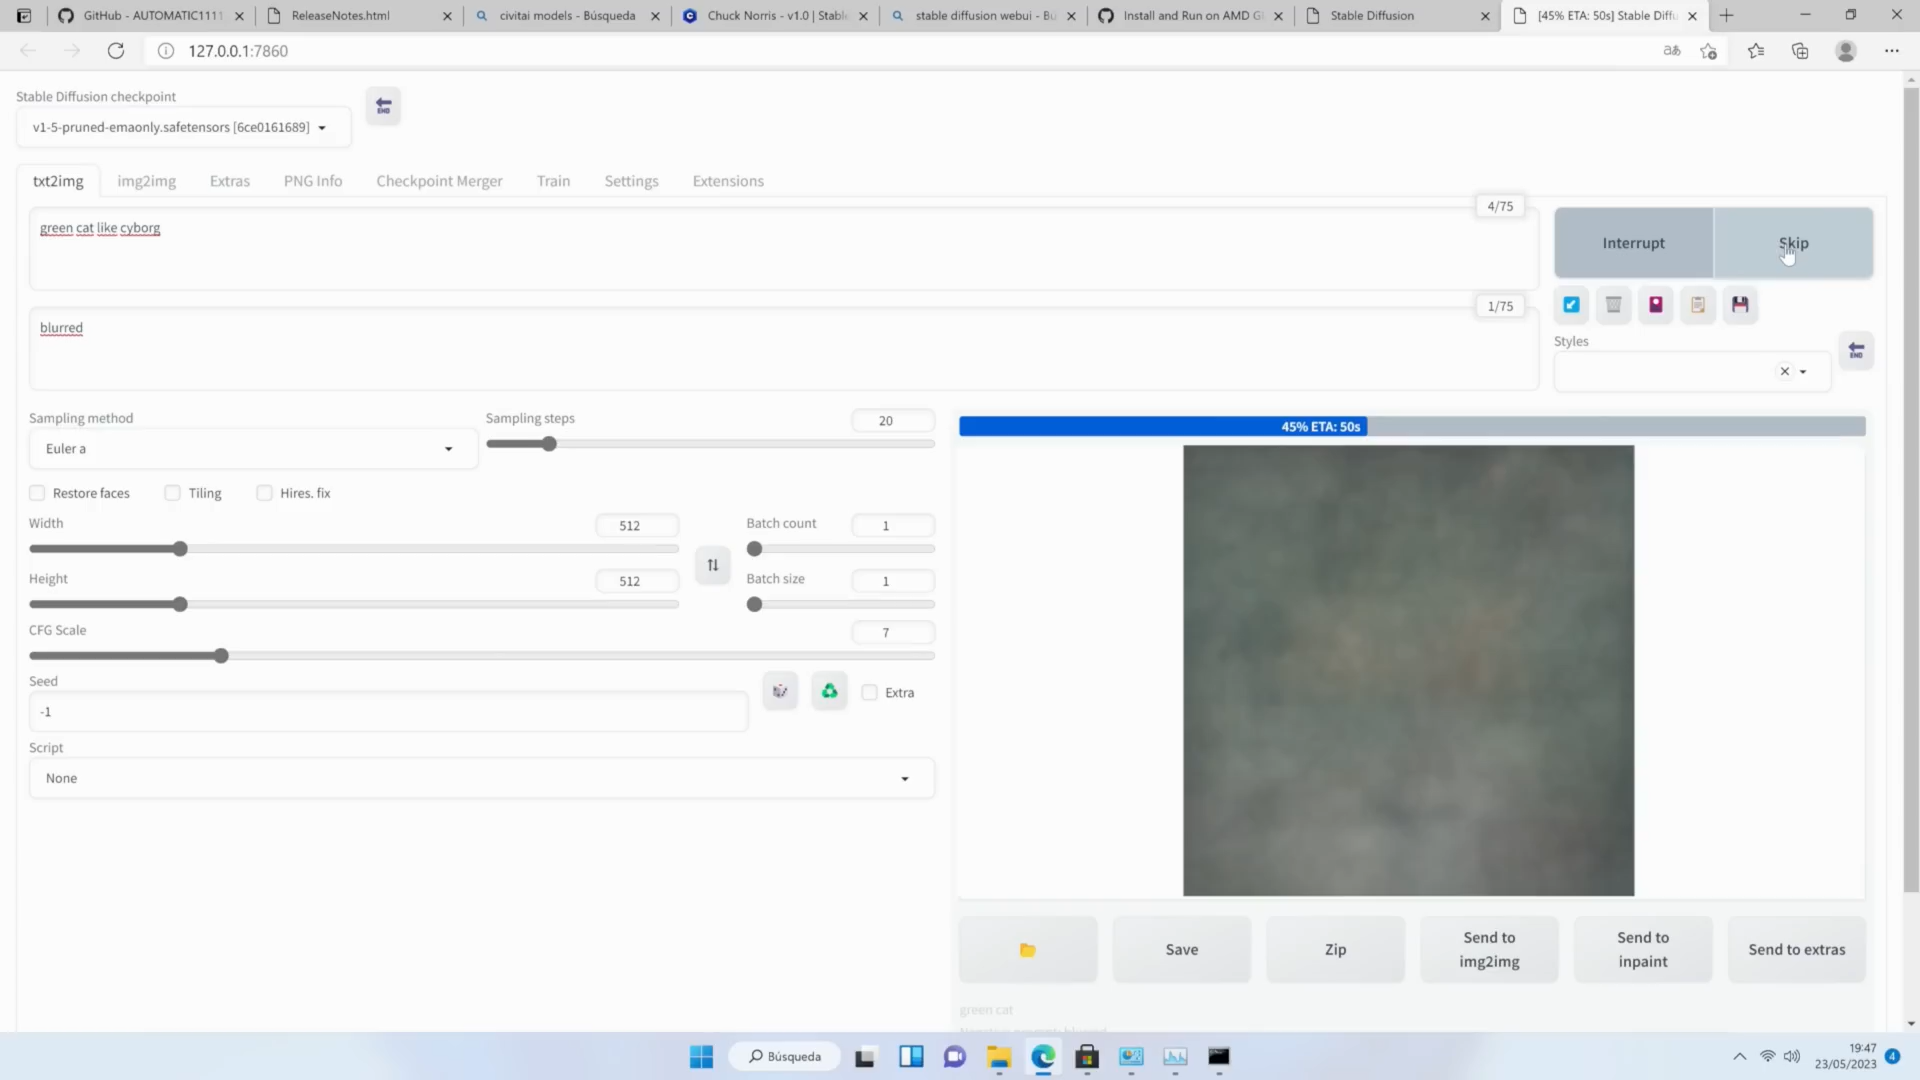 GitHub - AUTOMATIC1111
ReleaseNotes.html
civitai models - Búsqueda
Chuck Norris - v1.0 | Stable
stable diffusion webui - Bú
Install and Run on AMD G
Stable Diffusion
[45% ETA: 50s] Stable Diffu
127.0.0.1:7860
Stable Diffusion checkpoint
v1-5-pruned-emaonly.safetensors [6ce0161689]
END
txt2img
img2img
Extras
PNG Info
Checkpoint Merger
Train
Settings
Extensions
4/75
green cat like cyborg
Interrupt
Skip
1/75
blurred
Styles
END
Sampling method
Euler a
Sampling steps
20
45% ETA: 50s
Restore faces
Tiling
Hires. fix
Width
512
Batch count
1
Height
512
Batch size
1
CFG Scale
7
Seed
-1
Extra
Script
None
Save
Zip
Send to
img2img
Send to
inpaint
Send to extras
green cat
Búsqueda
19:47
23/05/2023
4